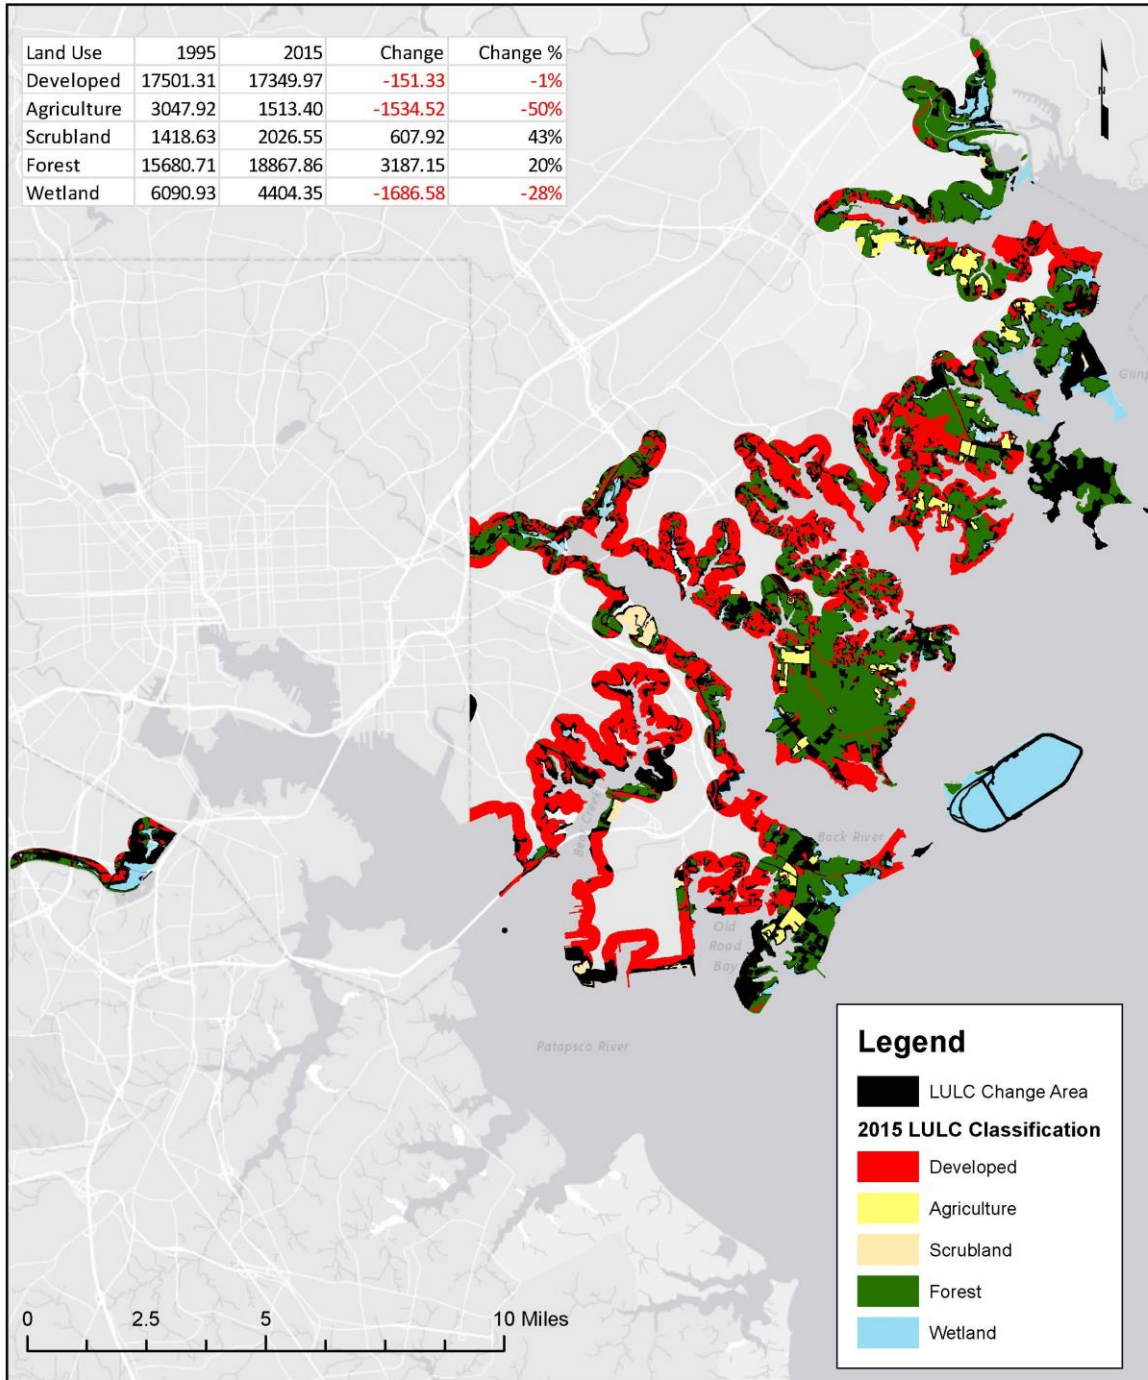 Land Use 1995 2015 Change Change %
Developed 17501.31 17349.97 -151.33 -1%
Agriculture 3047.92 1513.40 -1534.52 -50%
Scrubland 1418.63 2026.55 607.92 43%
Forest 15680.71 18867.86 3187.15 20%
Wetland 6090.93 4404.35 -1686.58 -28%
N
Gunp
Bear Creek
Back River
Old
Road
Bay
Patapsco River
Legend
LULC Change Area
2015 LULC Classification
Developed
Agriculture
Scrubland
Forest
Wetland
0 2.5 5 10 Miles